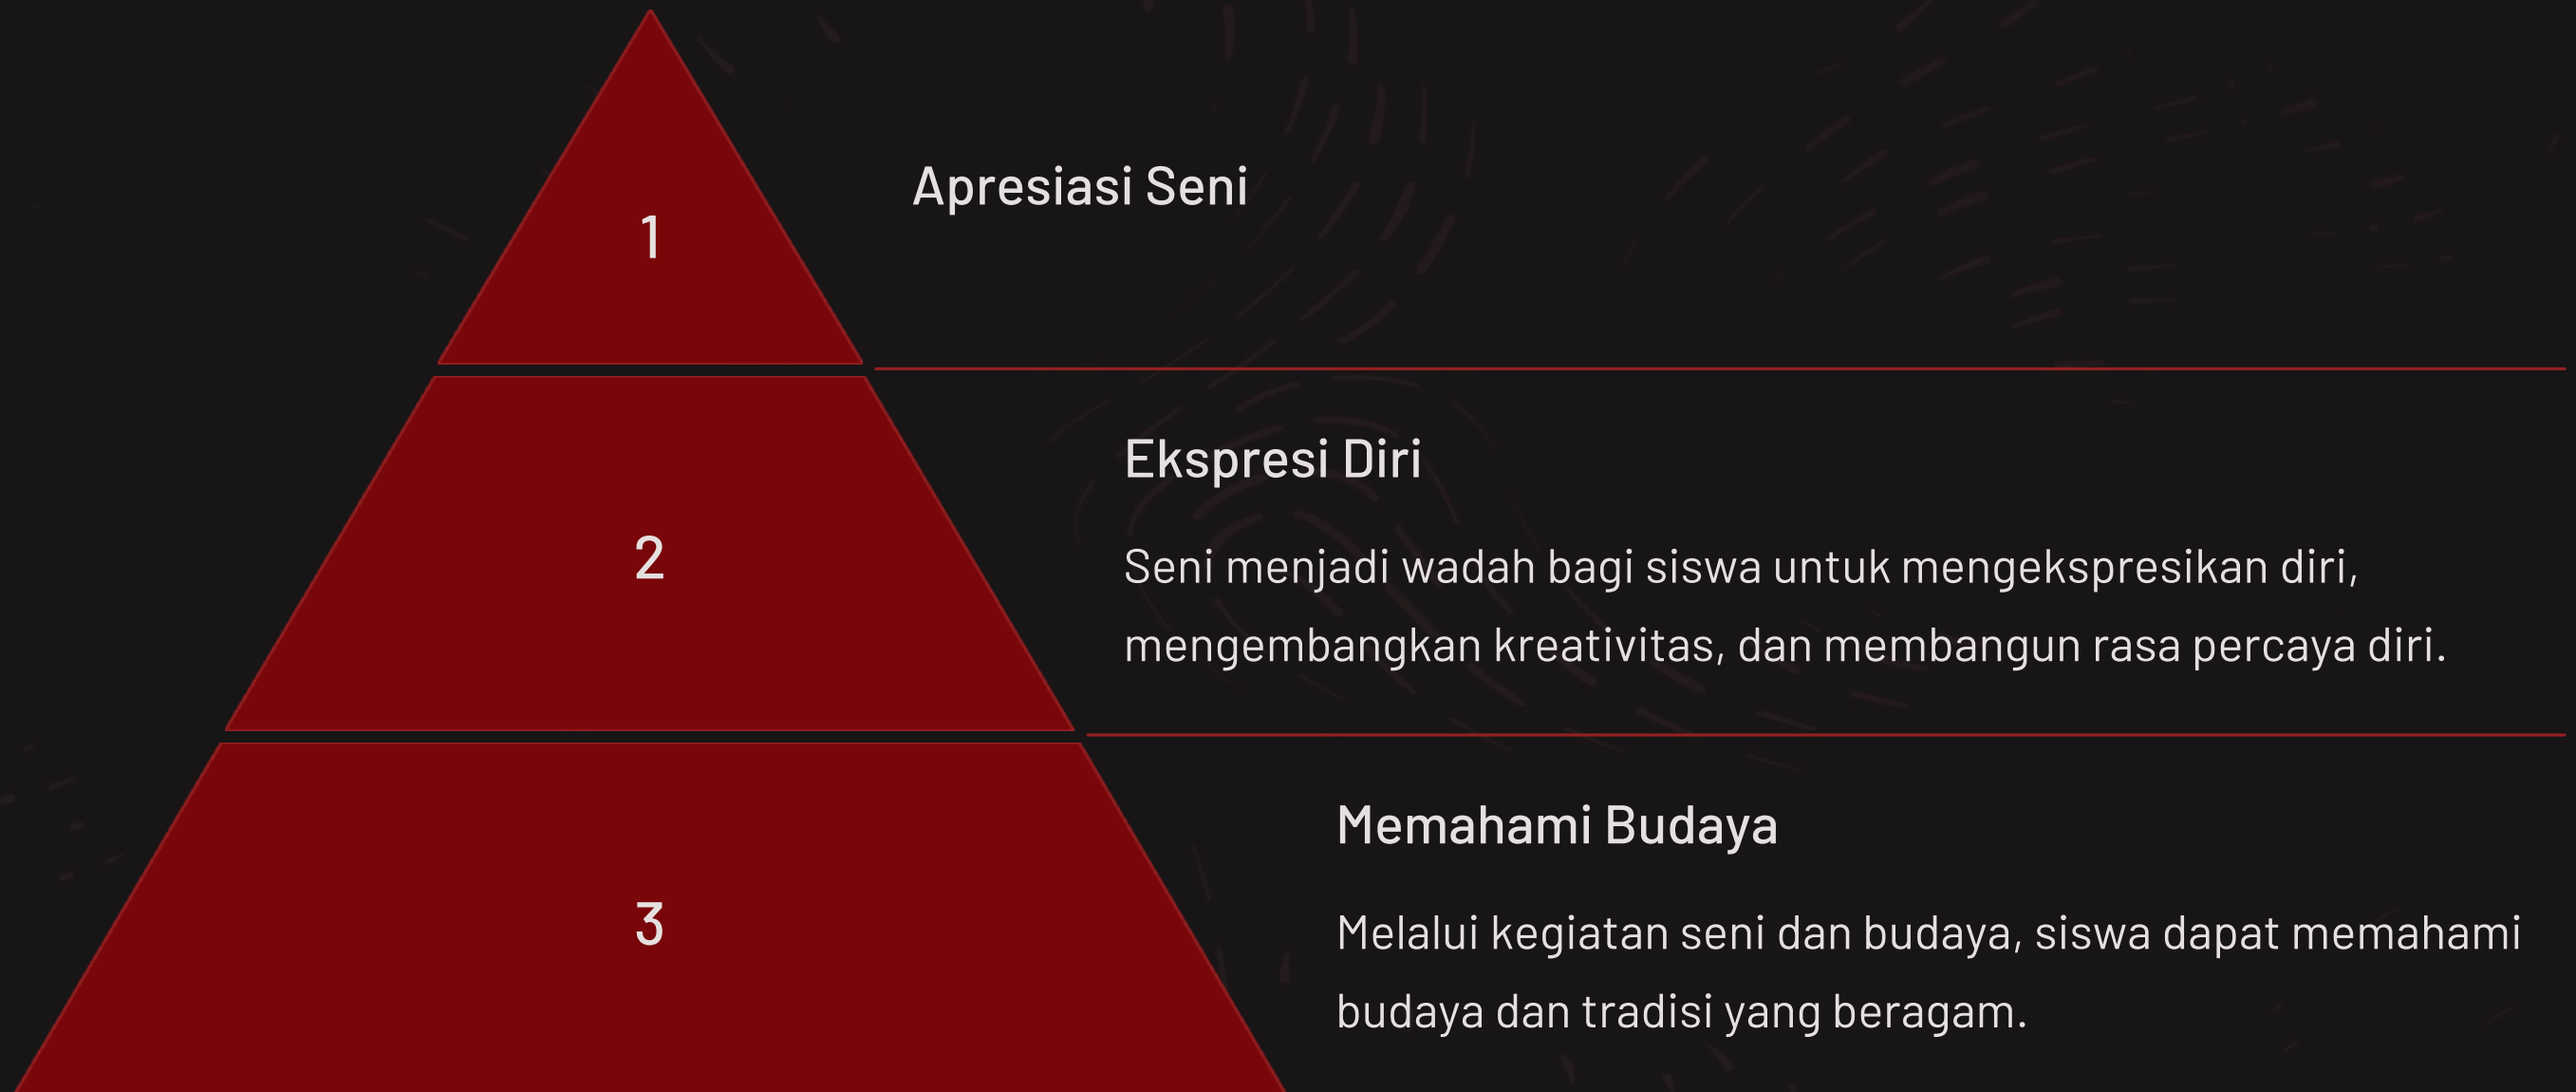 1
Apresiasi Seni
2
Ekspresi Diri
Seni menjadi wadah bagi siswa untuk mengekspresikan diri,
mengembangkan kreativitas, dan membangun rasa percaya diri.
3
Memahami Budaya
Melalui kegiatan seni dan budaya, siswa dapat memahami
budaya dan tradisi yang beragam.